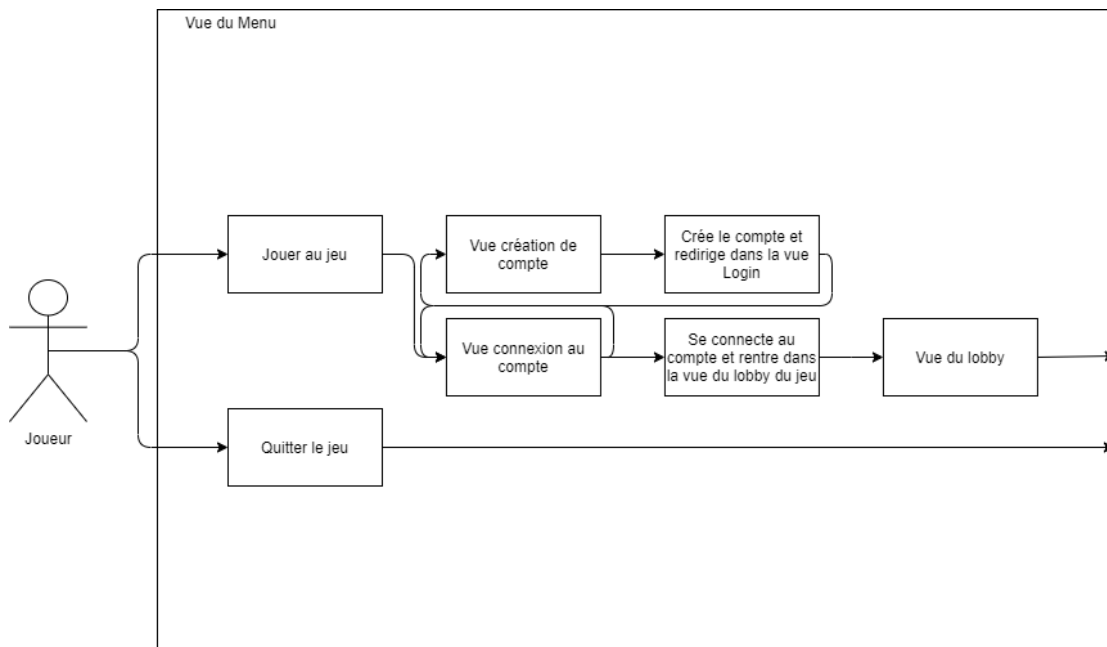 Vue du Menu
Jouer au jeu
Vue création de
compte
Crée le compte et
redirige dans la vue
Login
Vue connexion au
compte
Se connecte au
compte et rentre dans
la vue du lobby du jeu
Vue du lobby
Joueur
Quitter le jeu